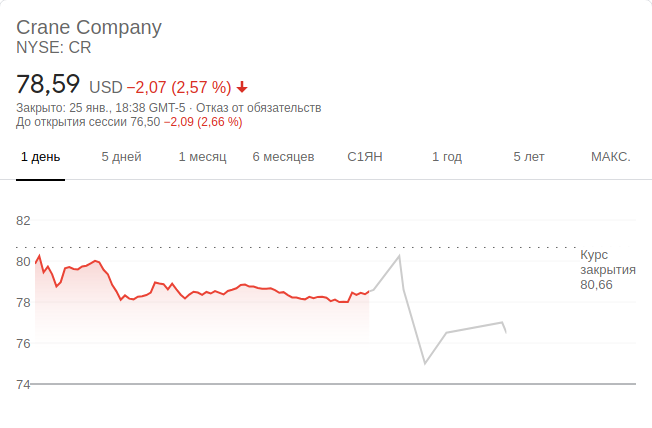 Crane Company
NYSE: CR
78,59 USD −2,07 (2,57 %)
Закрыто: 25 янв., 18:38 GMT-5 · Отказ от обязательств
До открытия сессии 76,50 −2,09 (2,66 %)
1 день 5 дней 1 месяц 6 месяцев С1ЯН 1 год 5 лет МАКС.
82
80
78
76
74
Курс
закрытия
80,66